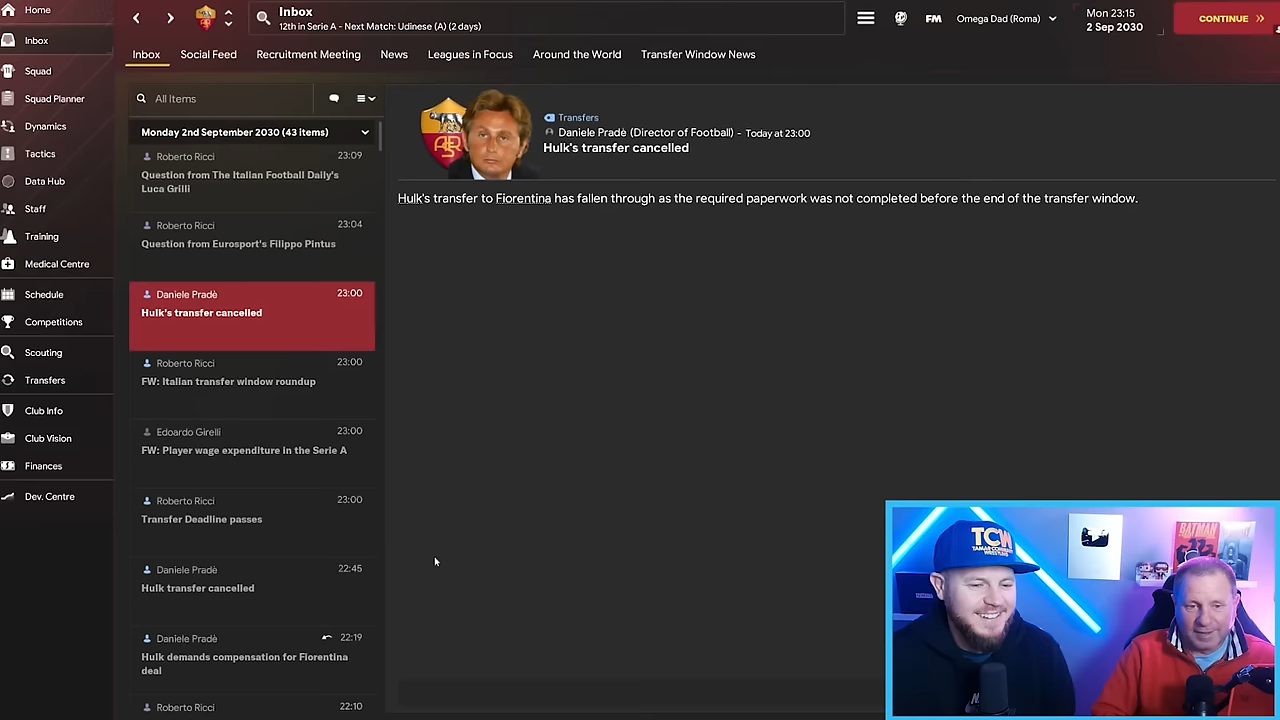 Home
Inbox
Squad
Squad Planner
Dynamics
Tactics
Data Hub
Staff
Training
Medical Centre
Schedule
Competitions
Scouting
Transfers
Club Info
Club Vision
Finances
Dev. Centre
Inbox
12th in Serie A - Next Match: Udinese (A) (2 days)
FM
Omega Dad (Roma)
Mon 23:15
2 Sep 2030
CONTINUE
Inbox
Social Feed
Recruitment Meeting
News
Leagues in Focus
Around the World
Transfer Window News
All Items
Monday 2nd September 2030 (43 items)
Roberto Ricci 23:09
Question from The Italian Football Daily's
Luca Grilli
Roberto Ricci 23:04
Question from Eurosport's Filippo Pintus
Daniele Pradè 23:00
Hulk's transfer cancelled
Roberto Ricci 23:00
FW: Italian transfer window roundup
Edoardo Girelli 23:00
FW: Player wage expenditure in the Serie A
Roberto Ricci 23:00
Transfer Deadline passes
Daniele Pradè 22:45
Hulk transfer cancelled
Daniele Pradè 22:19
Hulk demands compensation for Fiorentina
deal
Roberto Ricci 22:10
Transfers
Daniele Pradè (Director of Football) - Today at 23:00
Hulk's transfer cancelled
Hulk's transfer to Fiorentina has fallen through as the required paperwork was not completed before the end of the transfer window.
TCW
BATMAN